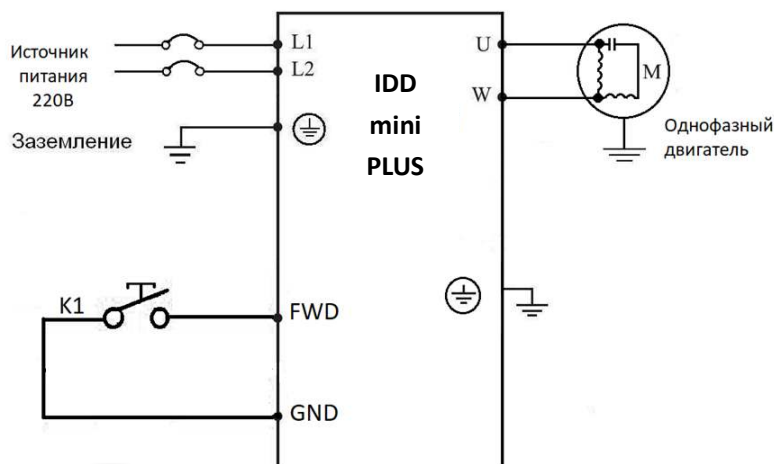 Источник
питания
220В
L1
L2
Заземление
IDD
mini
PLUS
U
W
M
Однофазный
двигатель
K1
FWD
GND